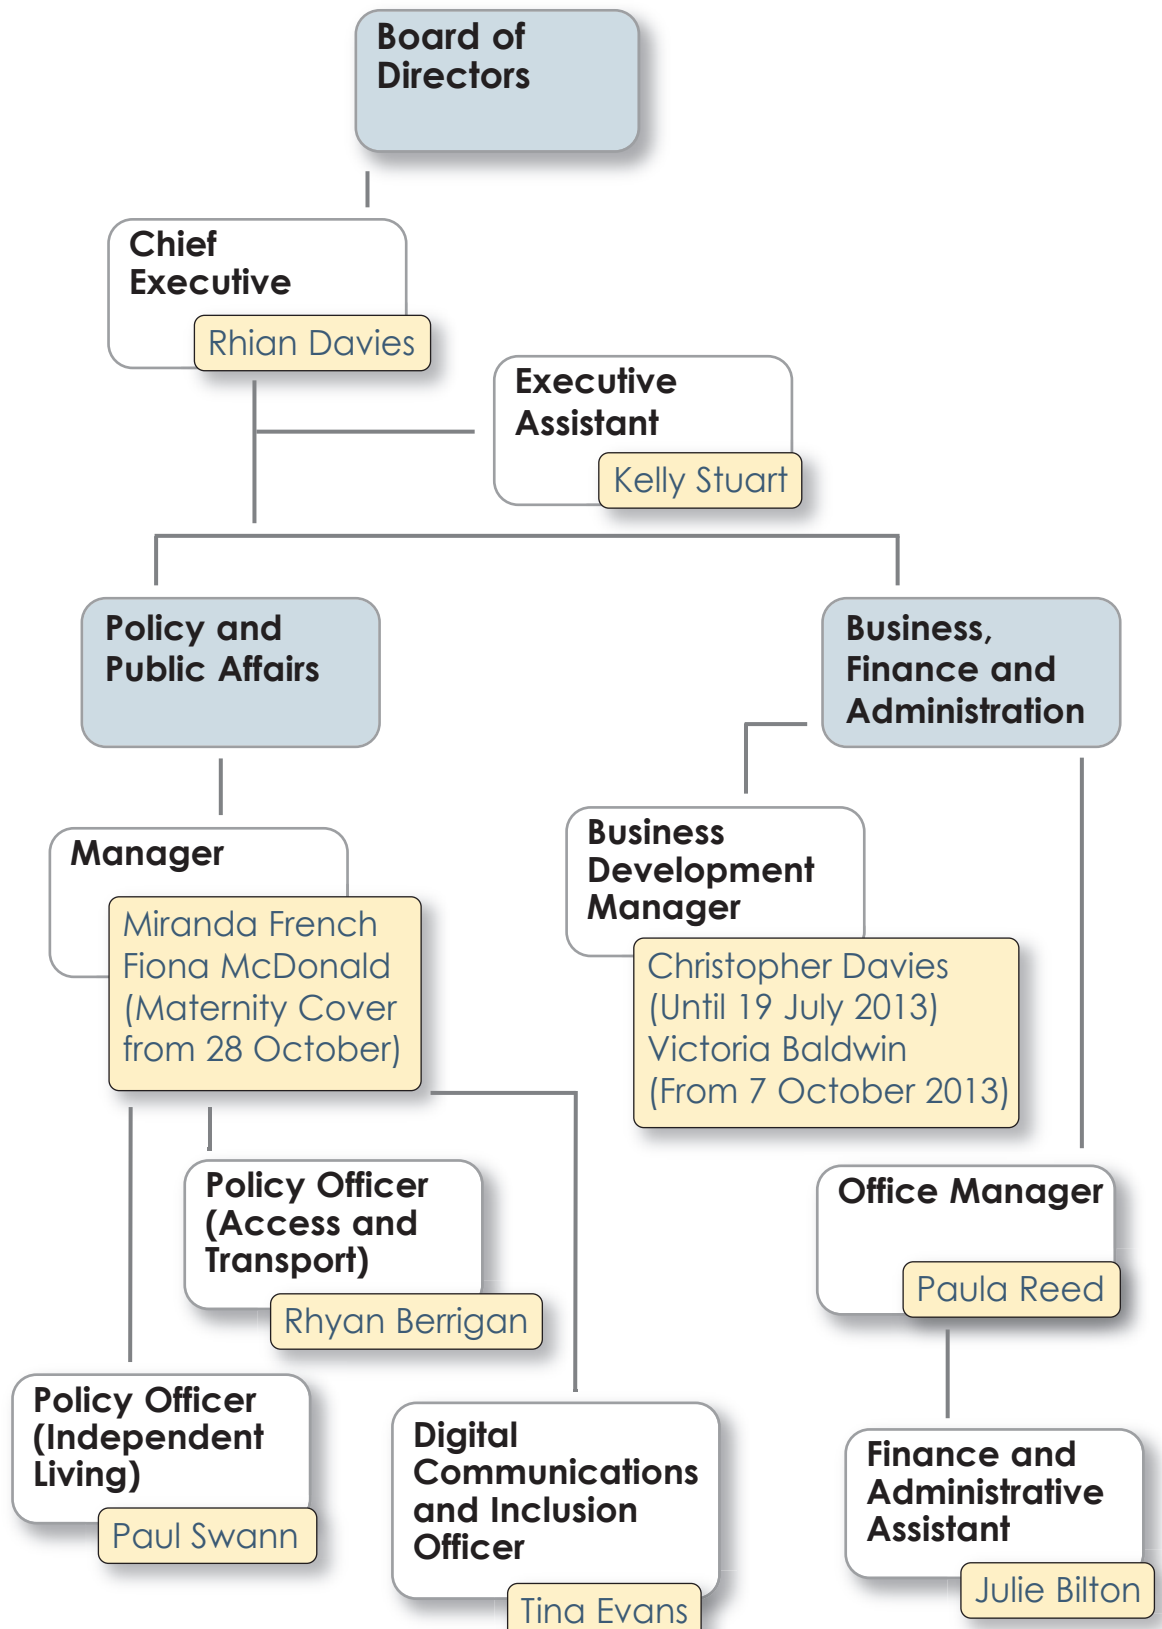 Board of
Directors
Chief
Executive
Rhian Davies
Executive
Assistant
Kelly Stuart
Policy and
Public Affairs
Business,
Finance and
Administration
Manager
Miranda French
Fiona McDonald
(Maternity Cover
from 28 October)
Business
Development
Manager
Christopher Davies
(Until 19 July 2013)
Victoria Baldwin
(From 7 October 2013)
Policy Officer
(Access and
Transport)
Rhyan Berrigan
Office Manager
Paula Reed
Policy Officer
(Independent
Living)
Paul Swann
Digital
Communications
and Inclusion
Officer
Tina Evans
Finance and
Administrative
Assistant
Julie Bilton